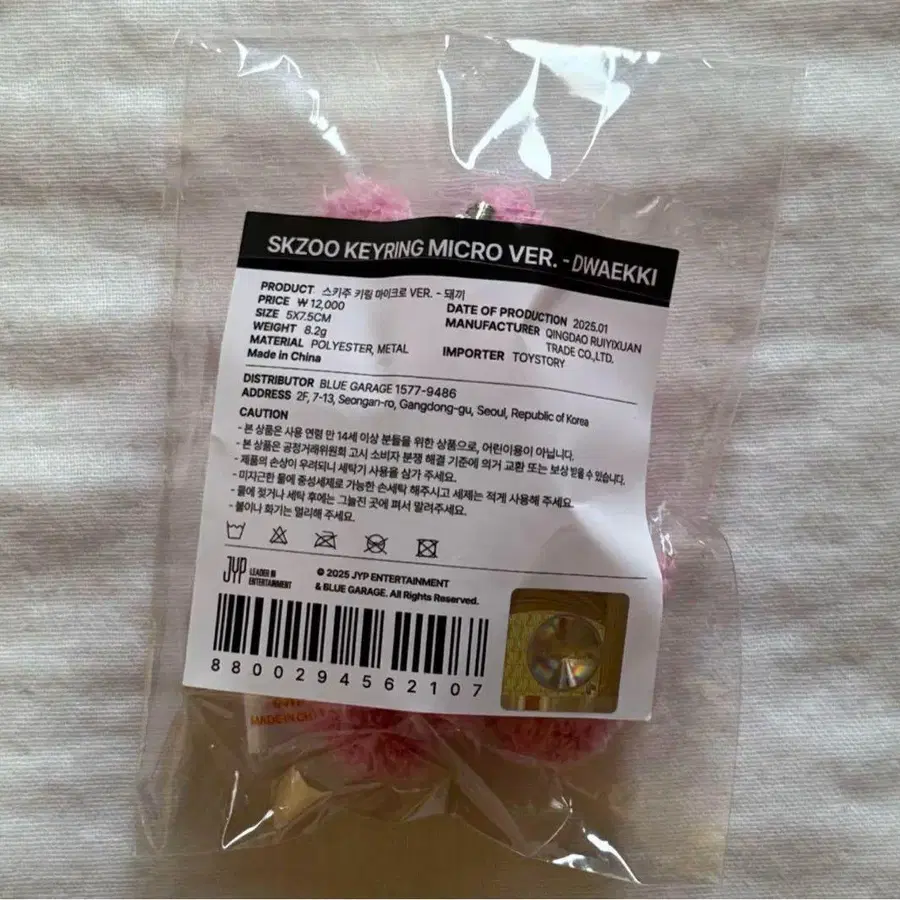 SKZOO KEYRING MICRO VER. - DWAEKKI
PRODUCT 스키주 키링 마이크로 VER. - 돼끼
PRICE ₩ 12,000
SIZE 5X7.5CM
WEIGHT 8.2g
MATERIAL POLYESTER, METAL
Made in China
DATE OF PRODUCTION 2025.01
MANUFACTURER QINGDAO RUIYIXUAN
TRADE CO.,LTD.
IMPORTER TOYSTORY
DISTRIBUTOR BLUE GARAGE 1577-9486
ADDRESS 2F, 7-13, Seongan-ro, Gangdong-gu, Seoul, Republic of Korea
CAUTION
- 본 상품은 사용 연령 만 14세 이상 분들을 위한 상품으로, 어린이용이 아닙니다.
- 본 상품은 공정거래위원회 고시 소비자 분쟁 해결 기준에 의거 교환 또는 보상 받을 수 있습니다.
- 제품의 손상이 우려되니 세탁기 사용을 삼가 주세요.
- 미지근한 물에 중성세제로 가능한 손세탁 해주시고 세제는 적게 사용해 주세요.
- 물에 젖거나 세탁 후에는 그늘진 곳에 펴서 말려주세요.
- 불이나 화기는 멀리해 주세요.
JYP LEADER IN
ENTERTAINMENT
© 2025 JYP ENTERTAINMENT
& BLUE GARAGE. All Rights Reserved.
8800294562107
MADE IN